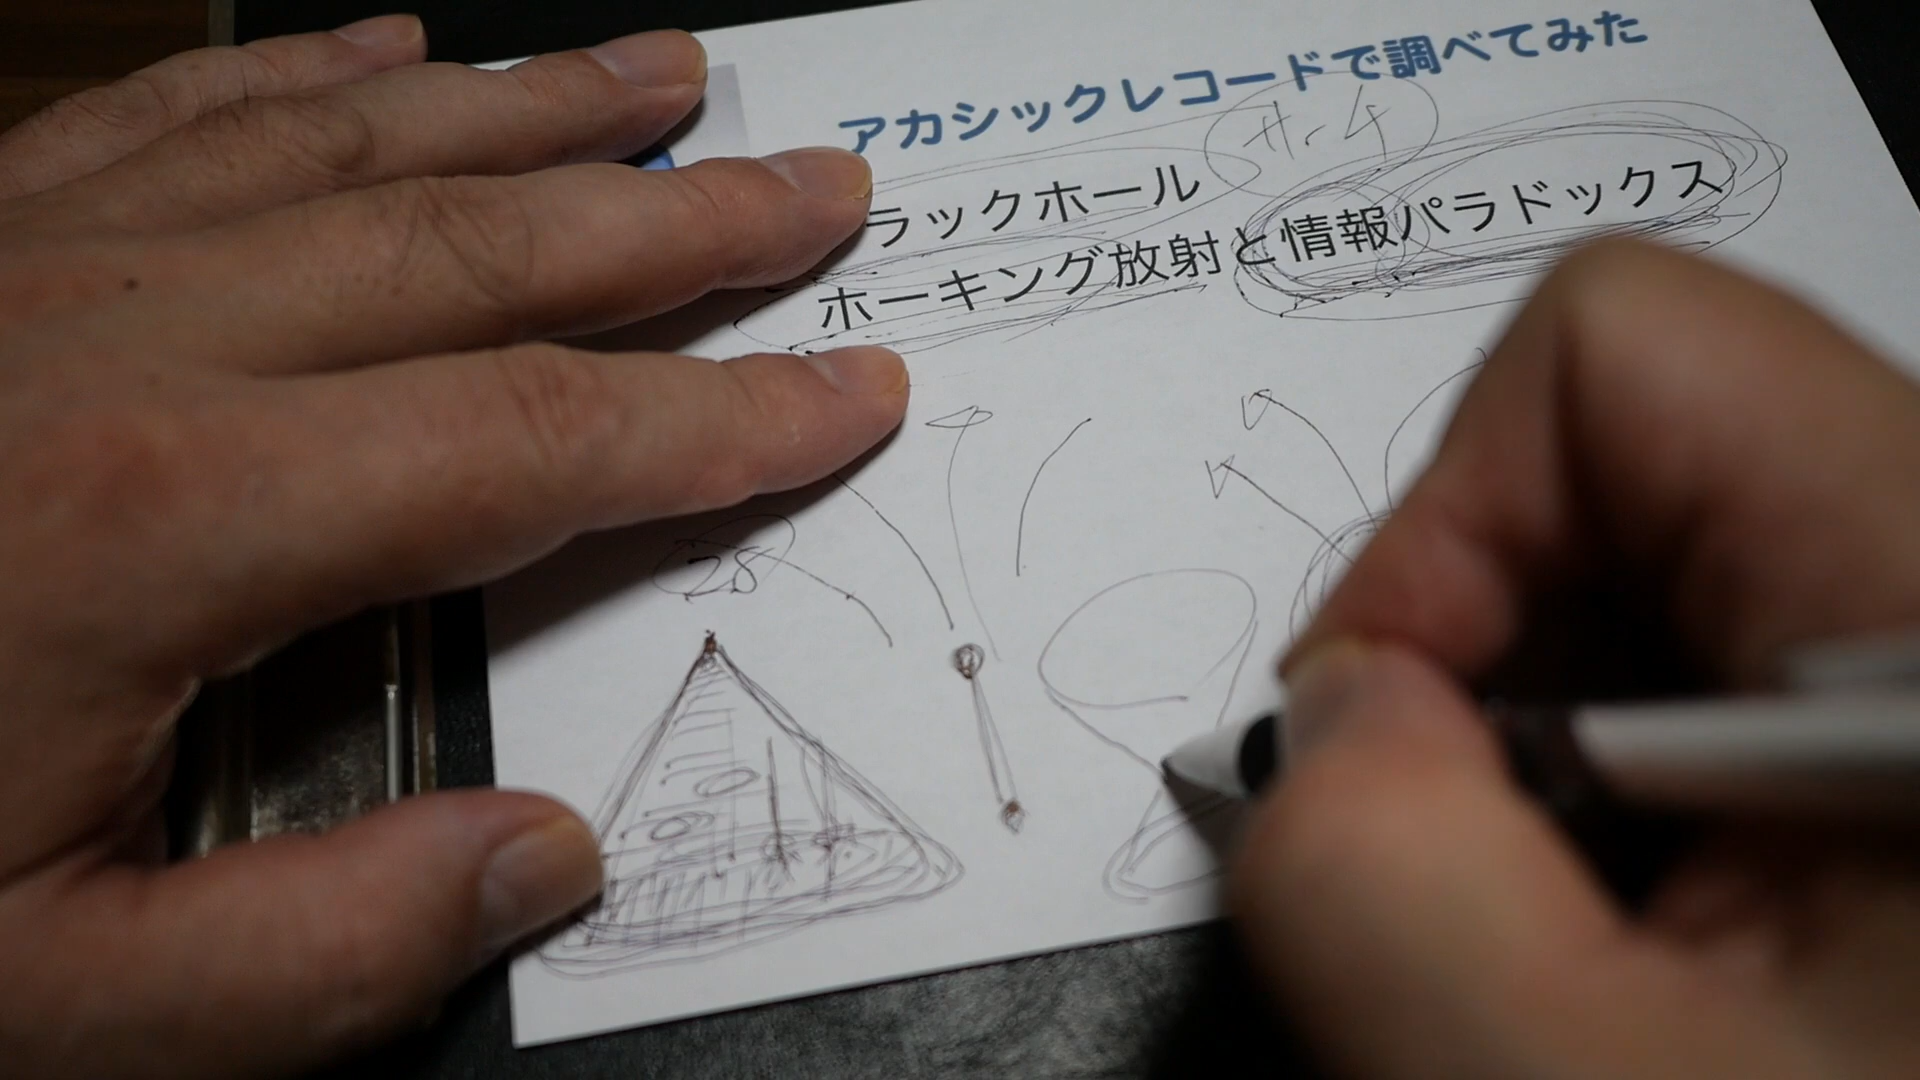 アカシックレコードで調べてみた
ラックホール
ホーキング放射と情報パラドックス
28